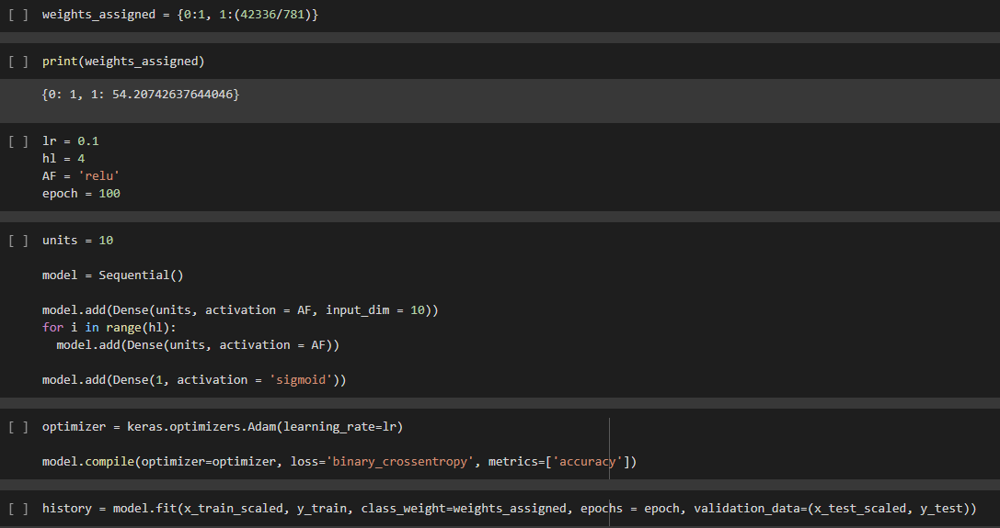 [ ] weights_assigned = {0:1, 1:(42336/781)}
[ ] print(weights_assigned)
{0: 1, 1: 54.20742637644046}
[ ] lr = 0.1
hl = 4
AF = 'relu'
epoch = 100
[ ] units = 10
model = Sequential()
model.add(Dense(units, activation = AF, input_dim = 10))
for i in range(hl):
  model.add(Dense(units, activation = AF))
model.add(Dense(1, activation = 'sigmoid'))
[ ] optimizer = keras.optimizers.Adam(learning_rate=lr)
model.compile(optimizer=optimizer, loss='binary_crossentropy', metrics=['accuracy'])
[ ] history = model.fit(x_train_scaled, y_train, class_weight=weights_assigned, epochs = epoch, validation_data=(x_test_scaled, y_test))